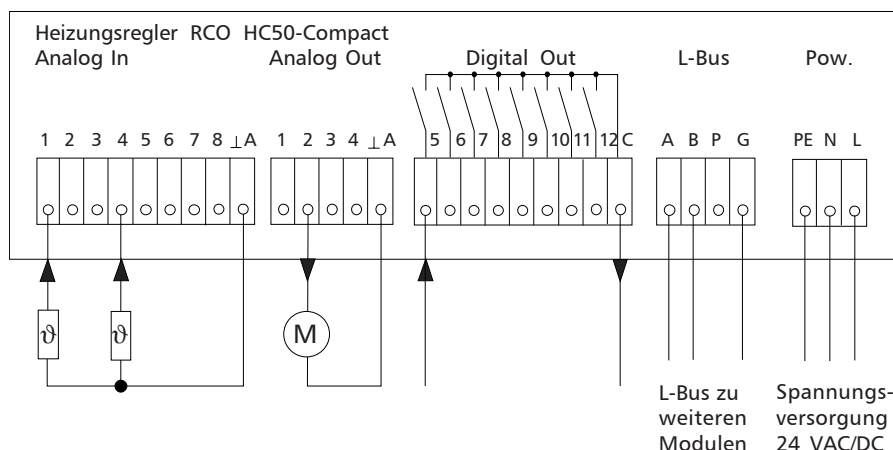 Heizungsregler RCO HC50-Compact
Analog In Analog Out Digital Out L-Bus Pow.
1 2 3 4 5 6 7 8 ⊥A 1 2 3 4 ⊥A 5 6 7 8 9 10 11 12 C A B P G PE N L
ϑ ϑ M
L-Bus zu
weiteren
Modulen
Spannungs-
versorgung
24 VAC/DC